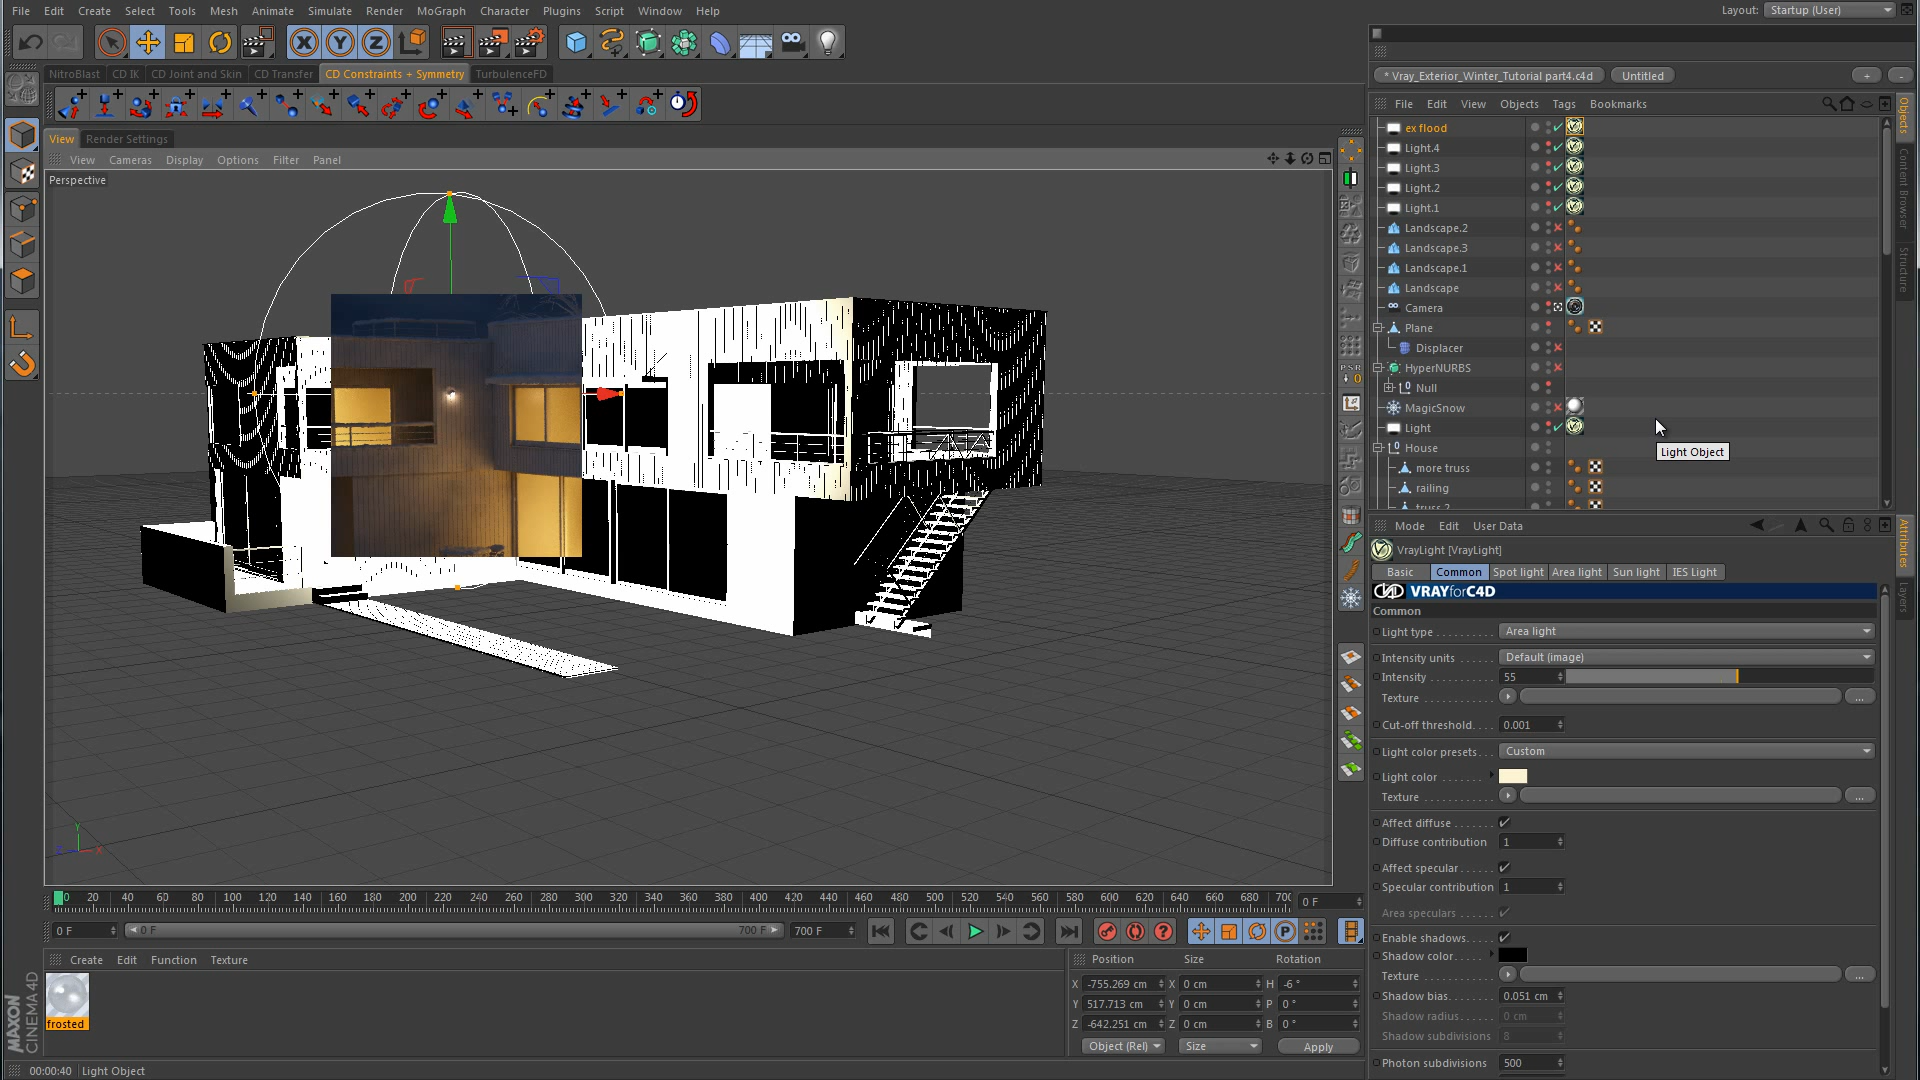 File Edit Create Select Tools Mesh Animate Simulate Render MoGraph Character Plugins Script Window Help
Layout: Startup (User)
X Y Z
NitroBlast CD IK CD Joint and Skin CD Transfer CD Constraints + Symmetry TurbulenceFD
* Vray_Exterior_Winter_Tutorial part4.c4d Untitled + -
File Edit View Objects Tags Bookmarks
View Render Settings
View Cameras Display Options Filter Panel
Perspective
ex flood
Light.4
Light.3
Light.2
Light.1
Landscape.2
Landscape.3
Landscape.1
Landscape
Camera
Plane
Displacer
HyperNURBS
Null
MagicSnow
Light
House
more truss
railing
truss 2
Light Object
Objects
Content Browser
Structure
PSR
0
Mode Edit User Data
VrayLight [VrayLight]
Basic Common Spot light Area light Sun light IES Light
VRAYforC4D
Common
Light type Area light
Intensity units Default (image)
Intensity 55
Texture ...
Cut-off threshold 0.001
Light color presets Custom
Light color
Texture ...
Affect diffuse
Diffuse contribution 1
Affect specular
Specular contribution 1
Area speculars
Enable shadows
Shadow color
Texture ...
Shadow bias 0.051 cm
Shadow radius 0 cm
Shadow subdivisions 8
Photon subdivisions 500
Attributes
Layers
Y
Z X
0 20 40 60 80 100 120 140 160 180 200 220 240 260 280 300 320 340 360 380 400 420 440 460 480 500 520 540 560 580 600 620 640 660 680 70
0 F
0 F 0 F 700 F 700 F
Create Edit Function Texture
frosted
Position Size Rotation
X -755.269 cm X 0 cm H -6 °
Y 517.713 cm Y 0 cm P 0 °
Z -642.251 cm Z 0 cm B 0 °
Object (Rel) Size Apply
MAXON
CINEMA 4D
00:00:40 Light Object